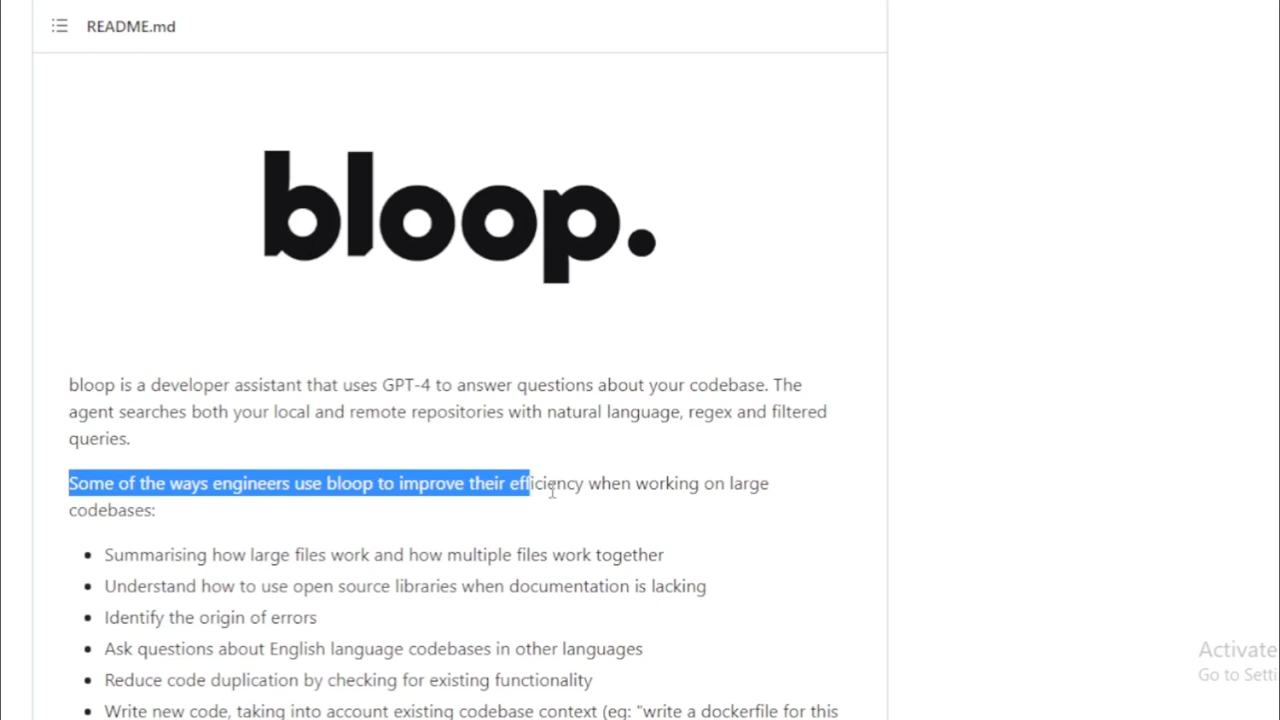 README.md
bloop.
bloop is a developer assistant that uses GPT-4 to answer questions about your codebase. The
agent searches both your local and remote repositories with natural language, regex and filtered
queries.
Some of the ways engineers use bloop to improve their efficiency when working on large
codebases:
Summarising how large files work and how multiple files work together
Understand how to use open source libraries when documentation is lacking
Identify the origin of errors
Ask questions about English language codebases in other languages
Reduce code duplication by checking for existing functionality
Write new code, taking into account existing codebase context (eg: "write a dockerfile for this
Activate
Go to Setti